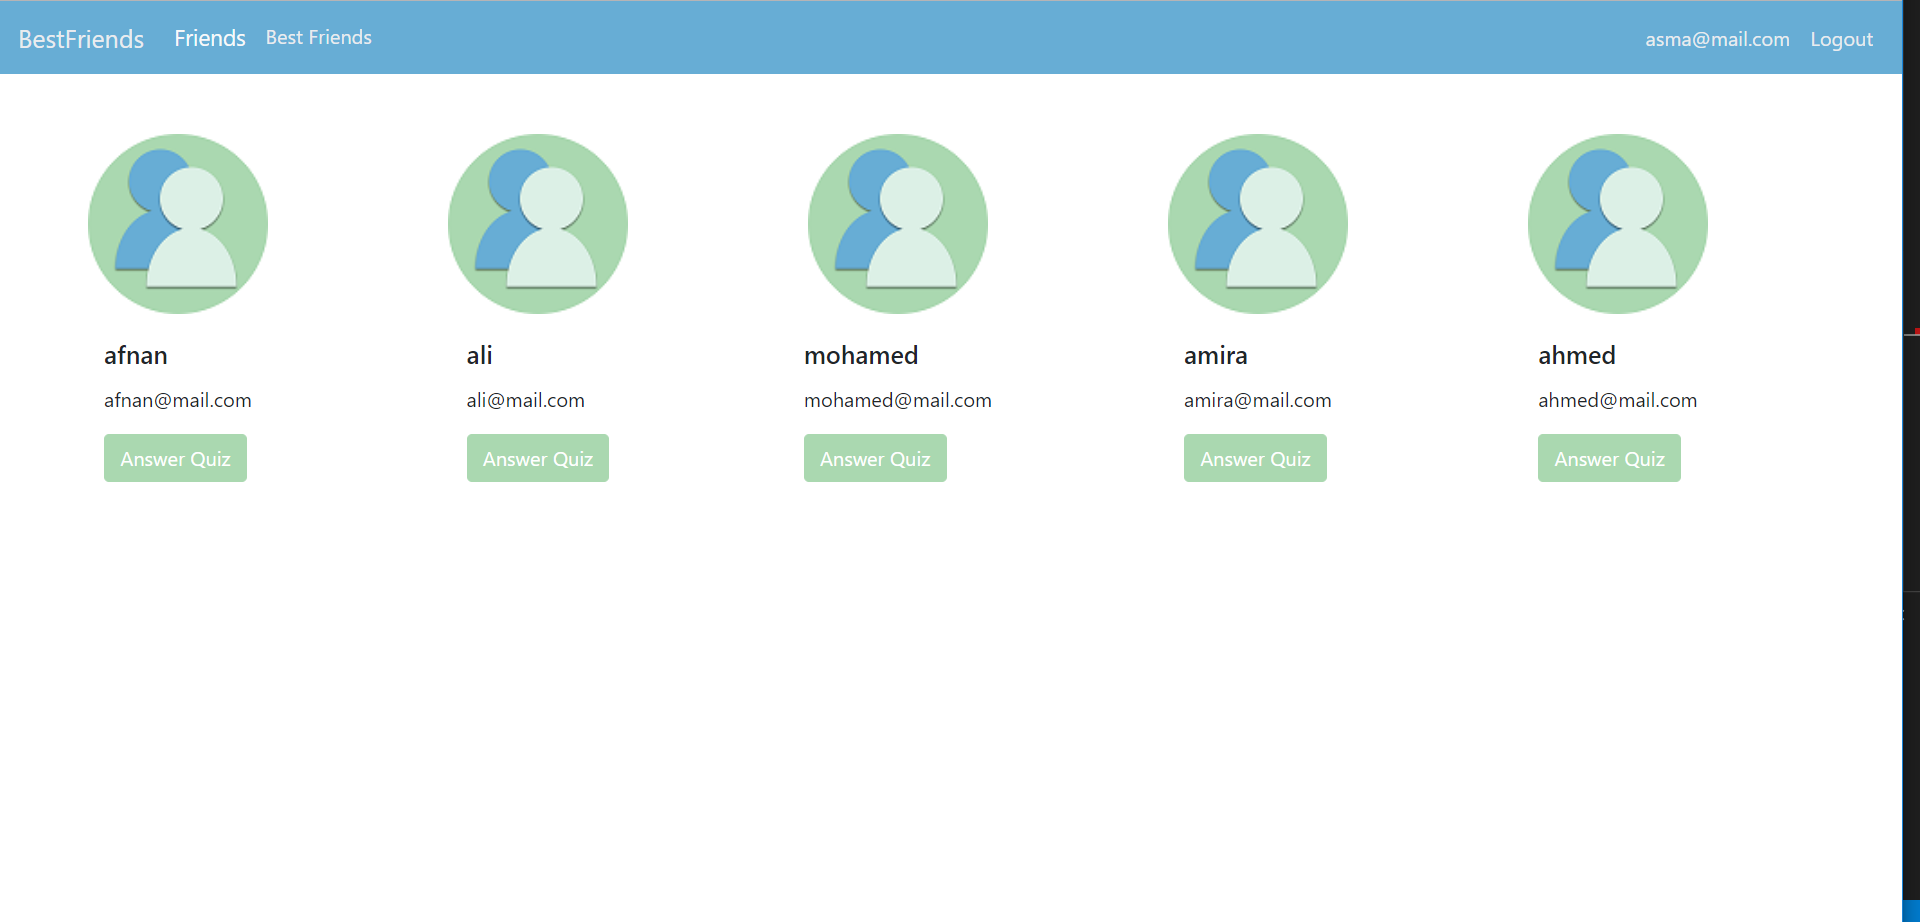 BestFriends Friends Best Friends asma@mail.com Logout
afnan ali mohamed amira ahmed
afnan@mail.com ali@mail.com mohamed@mail.com amira@mail.com ahmed@mail.com
Answer Quiz Answer Quiz Answer Quiz Answer Quiz Answer Quiz